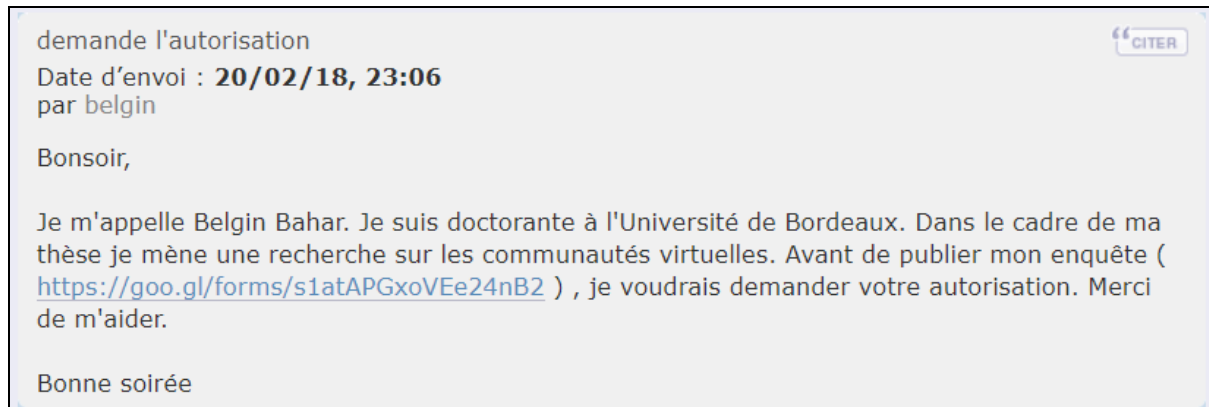 demande l'autorisation
“CITER
Date d’envoi : 20/02/18, 23:06
par belgin
Bonsoir,
Je m'appelle Belgin Bahar. Je suis doctorante à l'Université de Bordeaux. Dans le cadre de ma
thèse je mène une recherche sur les communautés virtuelles. Avant de publier mon enquête (
https://goo.gl/forms/s1atAPGxoVEe24nB2 ) , je voudrais demander votre autorisation. Merci
de m'aider.
Bonne soirée